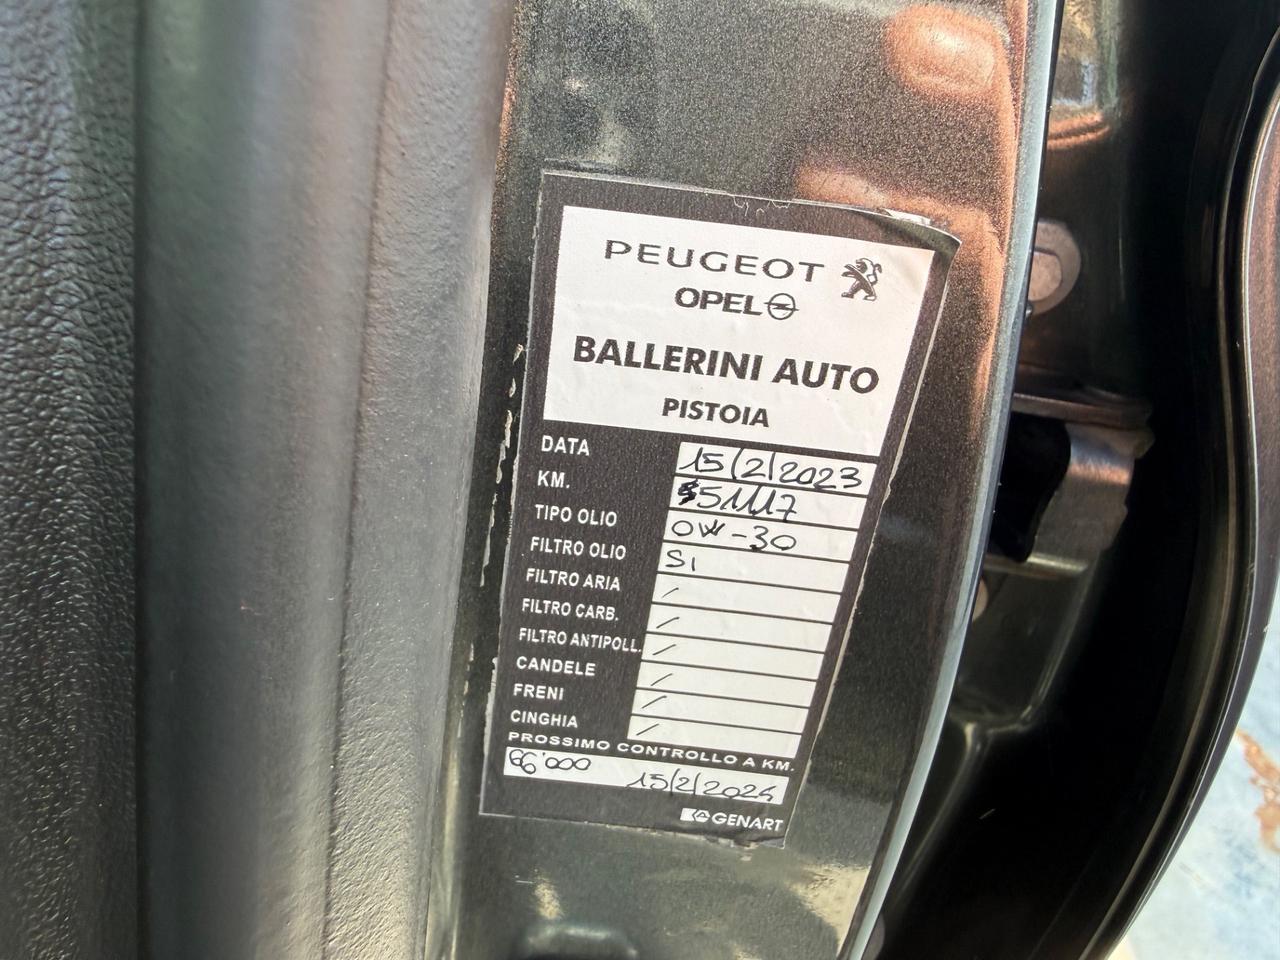 PEUGEOT
OPEL
BALLERINI AUTO
PISTOIA
DATA 15/2/2023
KM. 51117
TIPO OLIO 0W-30
FILTRO OLIO SI
FILTRO ARIA /
FILTRO CARB. /
FILTRO ANTIPOLL. /
CANDELE /
FRENI /
CINGHIA /
PROSSIMO CONTROLLO A KM.
66'000 15/2/2024
GENART